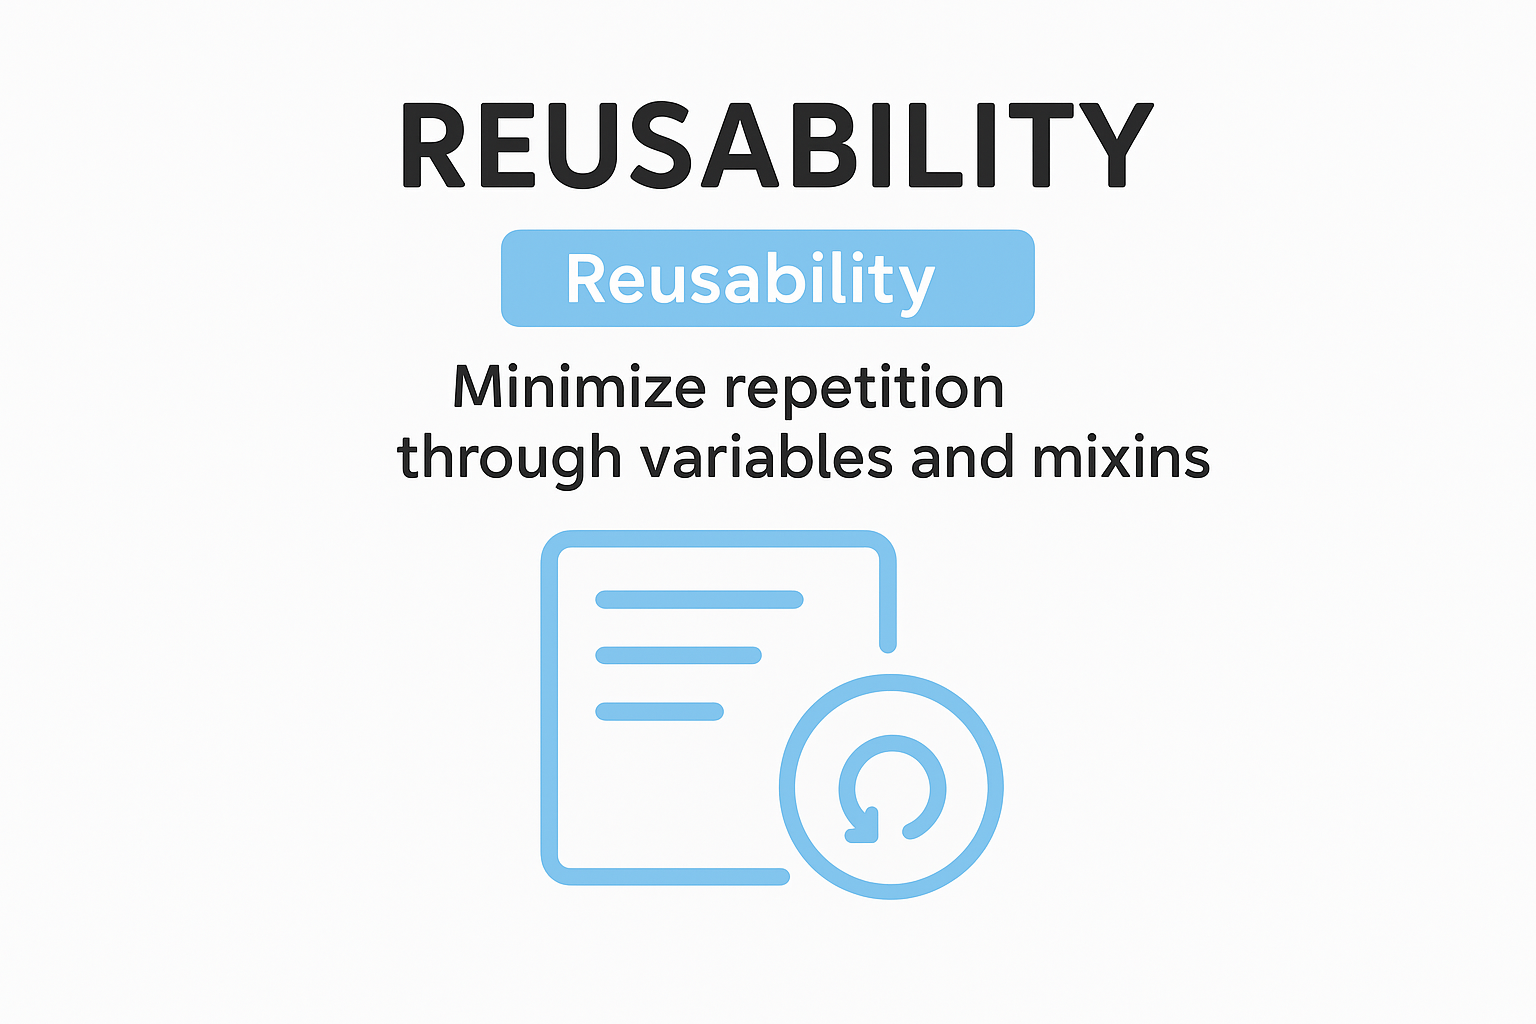 REUSABILITY
Reusability
Minimize repetition
through variables and mixins